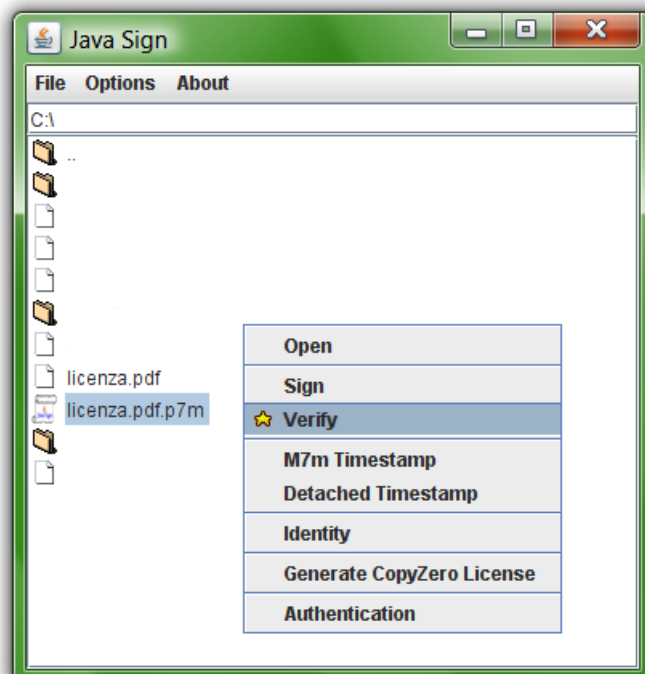 Java Sign
File Options About
C:\
..
licenza.pdf
licenza.pdf.p7m
Open
Sign
Verify
M7m Timestamp
Detached Timestamp
Identity
Generate CopyZero License
Authentication